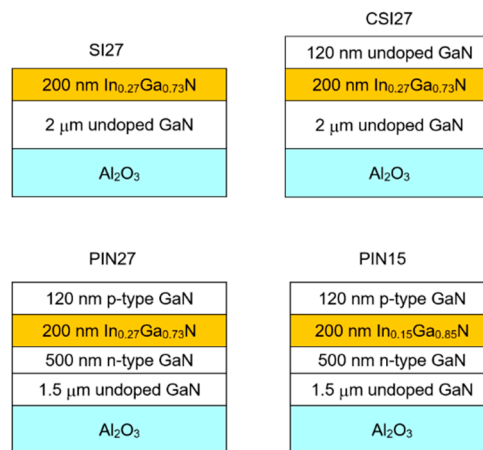 SI27
200 nm In₀.₂₇Ga₀.₇₃N
2 μm undoped GaN
Al₂O₃
CSI27
120 nm undoped GaN
200 nm In₀.₂₇Ga₀.₇₃N
2 μm undoped GaN
Al₂O₃
PIN27
120 nm p-type GaN
200 nm In₀.₂₇Ga₀.₇₃N
500 nm n-type GaN
1.5 μm undoped GaN
Al₂O₃
PIN15
120 nm p-type GaN
200 nm In₀.₁₅Ga₀.₈₅N
500 nm n-type GaN
1.5 μm undoped GaN
Al₂O₃